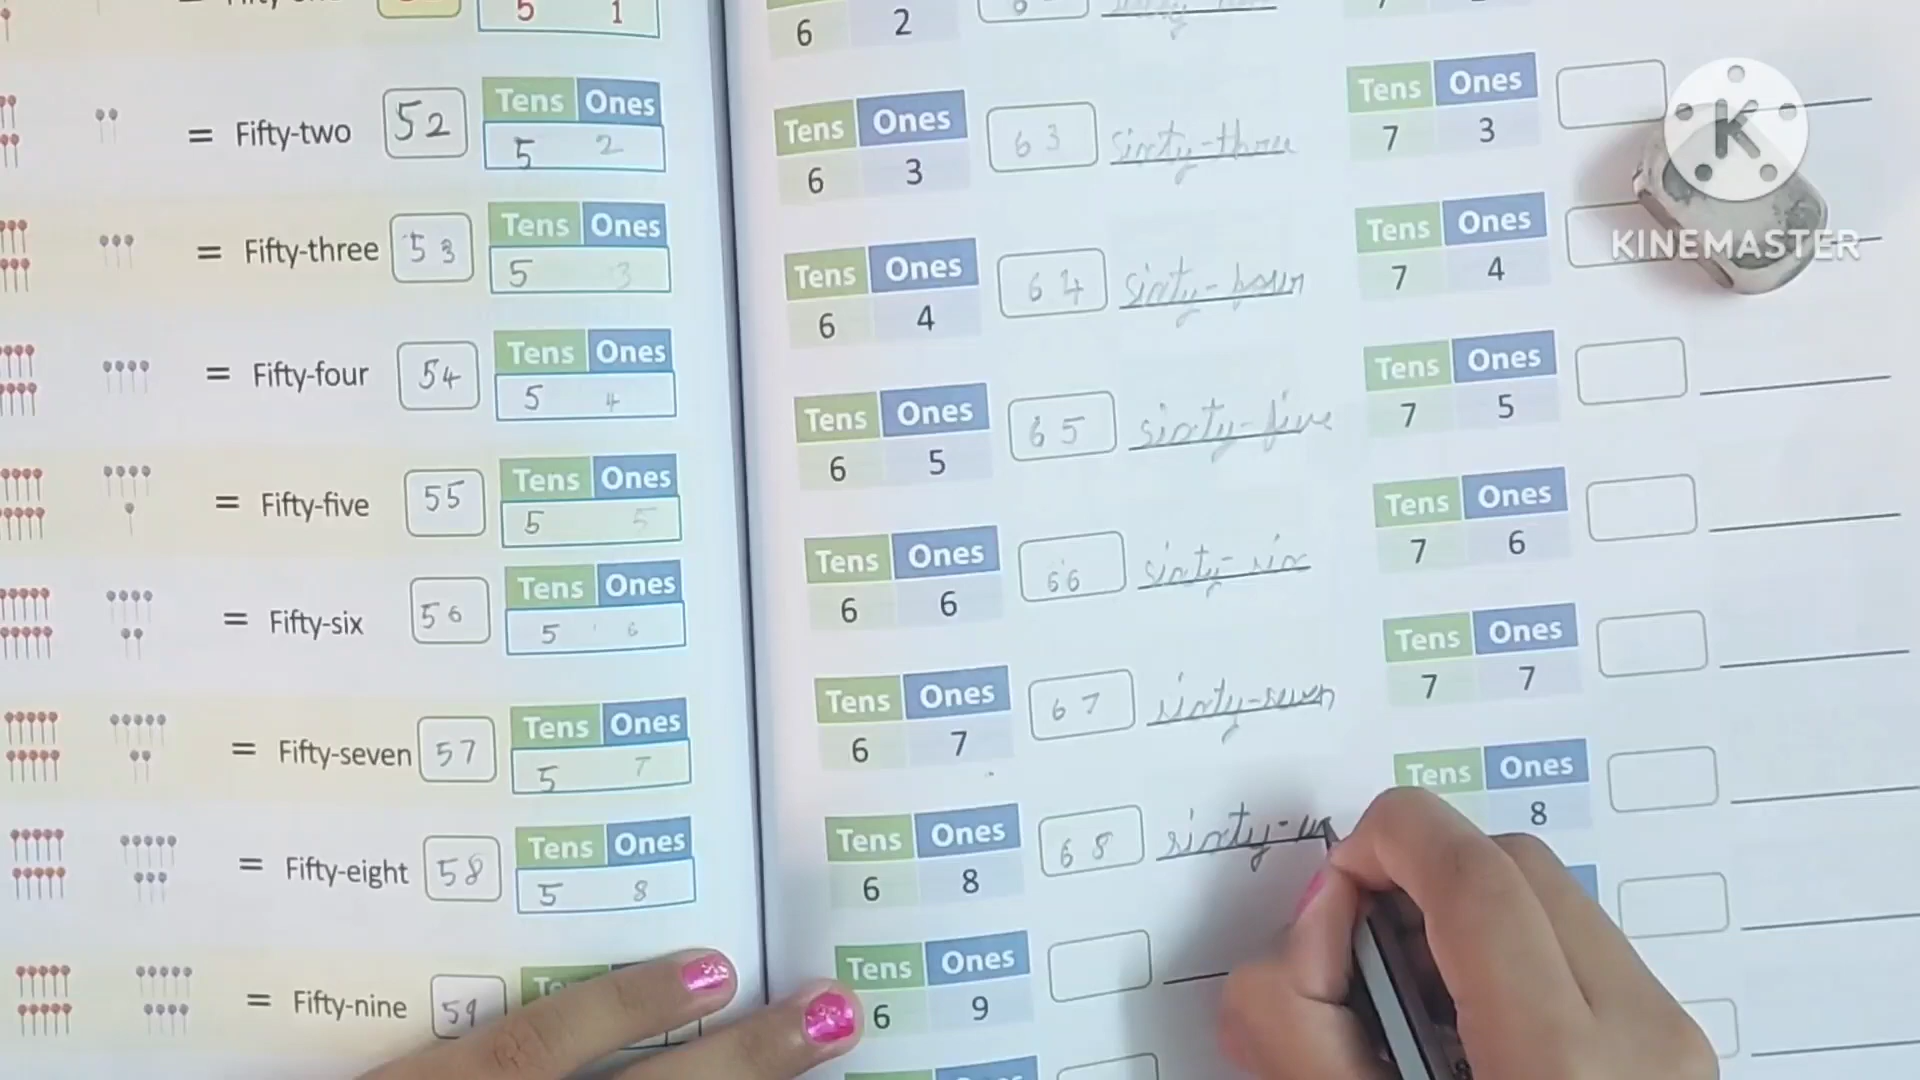 5 1
= Fifty-two 52 Tens Ones
5 2
= Fifty-three 53 Tens Ones
5 3
= Fifty-four 54 Tens Ones
5 4
= Fifty-five 55 Tens Ones
5 5
= Fifty-six 56 Tens Ones
5 6
= Fifty-seven 57 Tens Ones
5 7
= Fifty-eight 58 Tens Ones
5 8
= Fifty-nine 59
6 2
Tens Ones 63 sixty-three
6 3
Tens Ones 64 sixty-four
6 4
Tens Ones 65 sixty-five
6 5
Tens Ones 66 sixty-six
6 6
Tens Ones 67 sixty-seven
6 7
Tens Ones 68 sixty-
6 8
Tens Ones
6 9
Tens Ones
7 3
Tens Ones
7 4
Tens Ones
7 5
Tens Ones
7 6
Tens Ones
7 7
Tens Ones
8
K
KINEMASTER